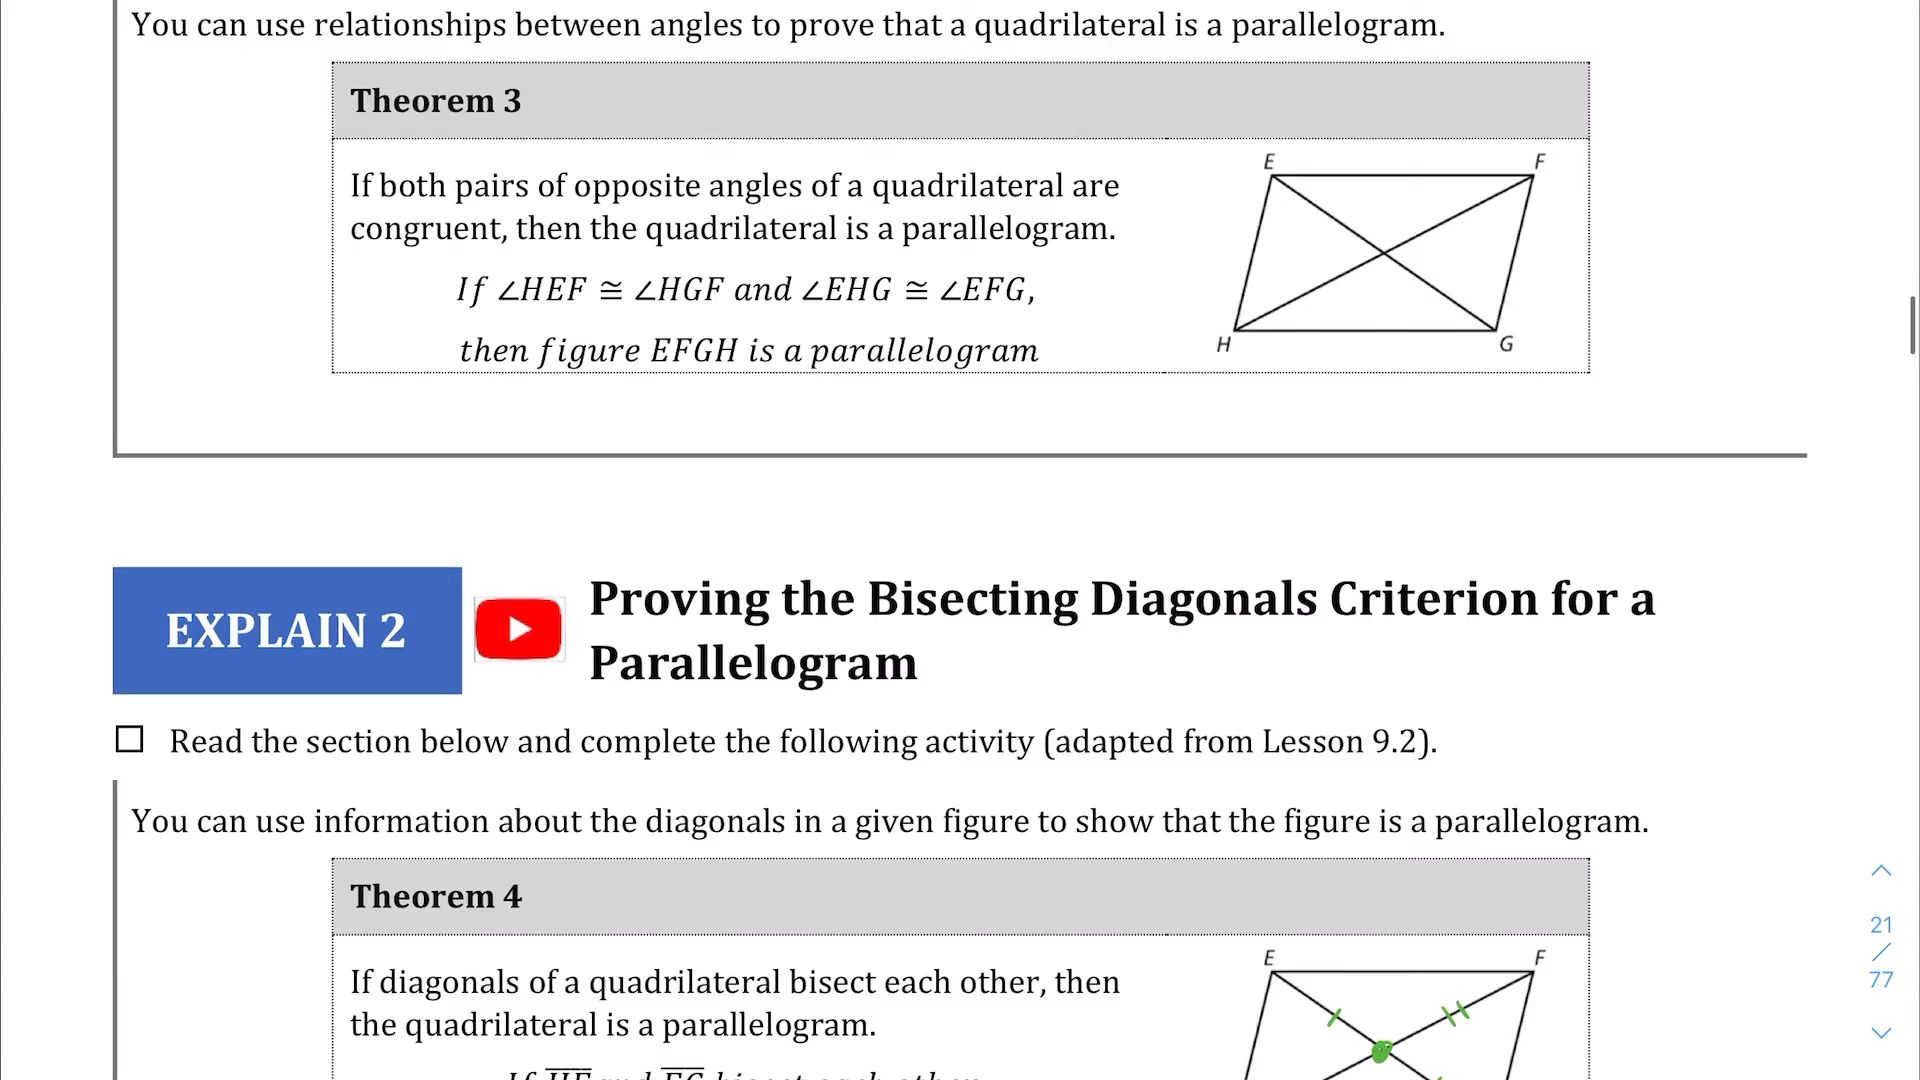 You can use relationships between angles to prove that a quadrilateral is a parallelogram.
Theorem 3
If both pairs of opposite angles of a quadrilateral are
congruent, then the quadrilateral is a parallelogram.
If ∠HEF ≅ ∠HGF and ∠EHG ≅ ∠EFG,
then figure EFGH is a parallelogram
E
F
H
G
EXPLAIN 2
Proving the Bisecting Diagonals Criterion for a
Parallelogram
☐ Read the section below and complete the following activity (adapted from Lesson 9.2).
You can use information about the diagonals in a given figure to show that the figure is a parallelogram.
Theorem 4
If diagonals of a quadrilateral bisect each other, then
the quadrilateral is a parallelogram.
E
F
21
/
77